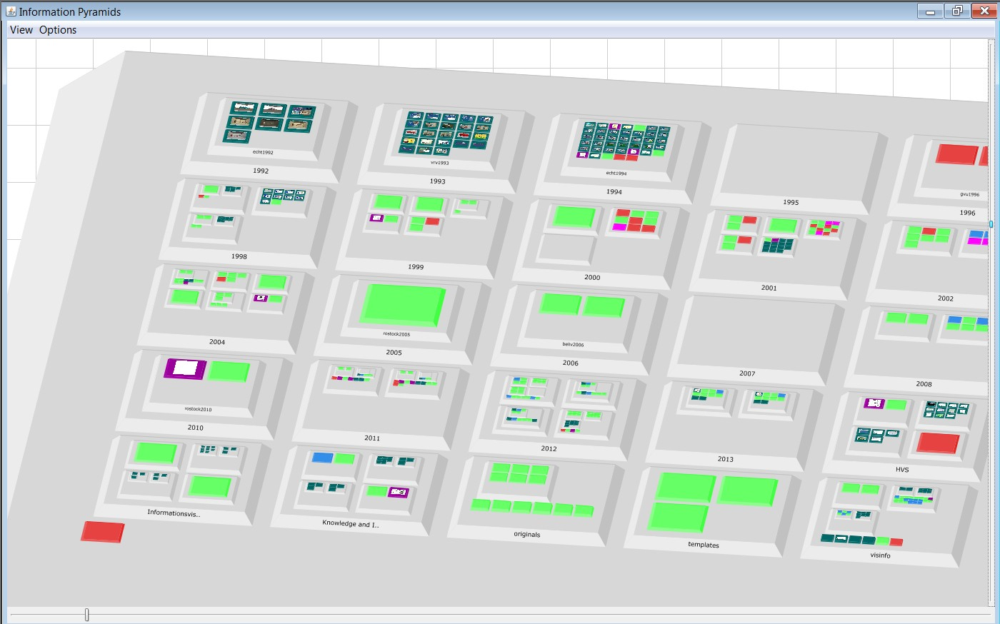 Information Pyramids
View Options
echt1992
1992
vrv1993
1993
echt1994
1994
1995
gvu1996
1996
1998
1999
2000
2001
2002
2004
rostock2005
2005
beliv2006
2006
2007
2008
rostock2010
2010
2011
2012
2013
HVS
Informationsvis..
Knowledge and I..
originals
templates
visinfo